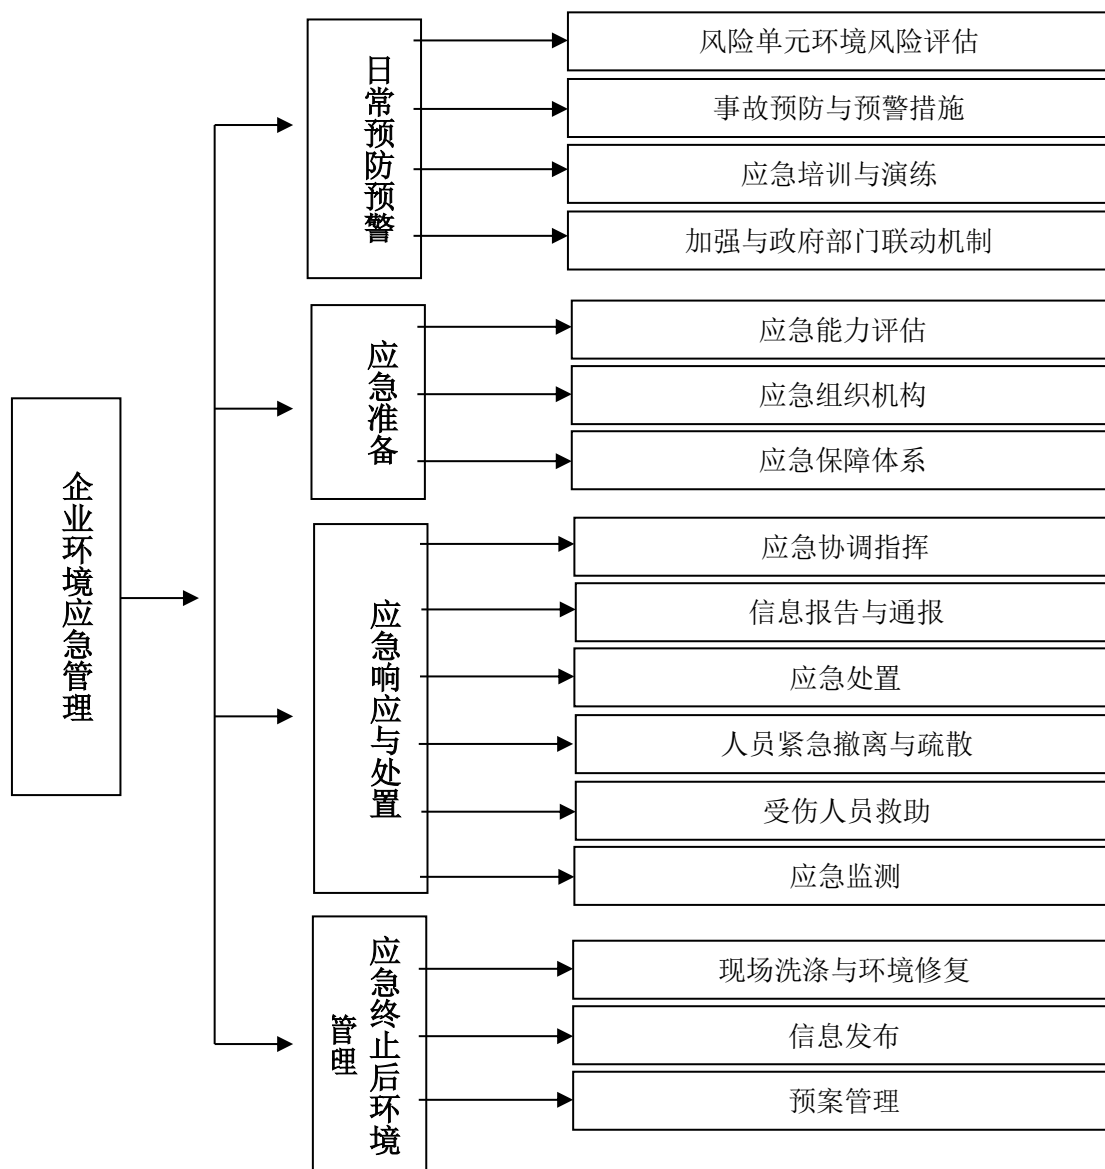 企业环境应急管理
日常预防预警
风险单元环境风险评估
事故预防与预警措施
应急培训与演练
加强与政府部门联动机制
应急准备
应急能力评估
应急组织机构
应急保障体系
应急响应与处置
应急协调指挥
信息报告与通报
应急处置
人员紧急撤离与疏散
受伤人员救助
应急监测
应急终止后环境
管理
现场洗涤与环境修复
信息发布
预案管理